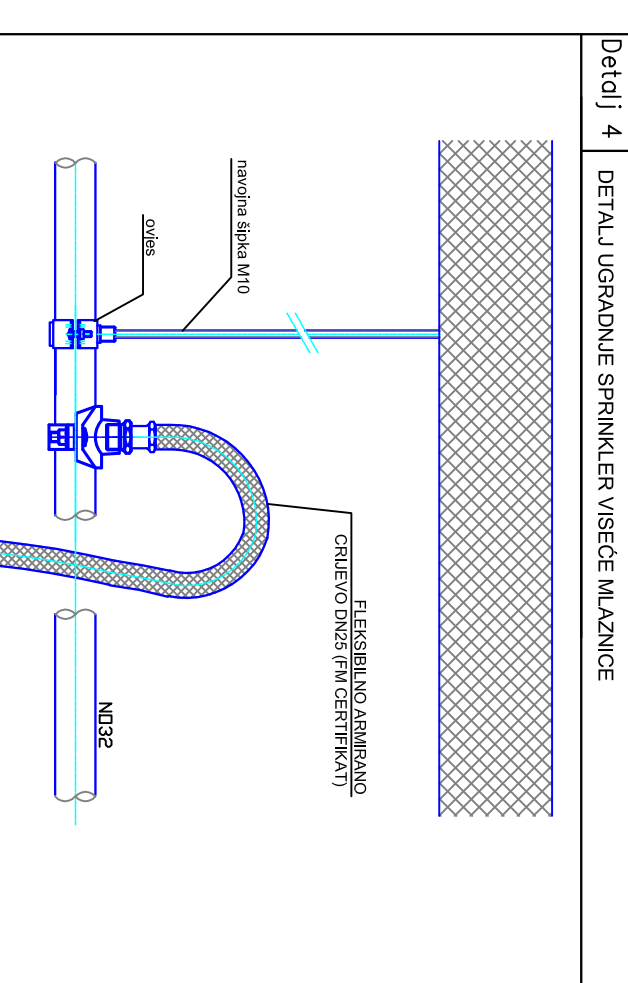 Detalj 4
DETALJ UGRADNJE SPRINKLER VISEĆE MLAZNICE
navojna šipka M10
ovjes
FLEKSIBILNO ARMIRANO
CRIJEVO DN25 (FM CERTIFIKAT)
NO32